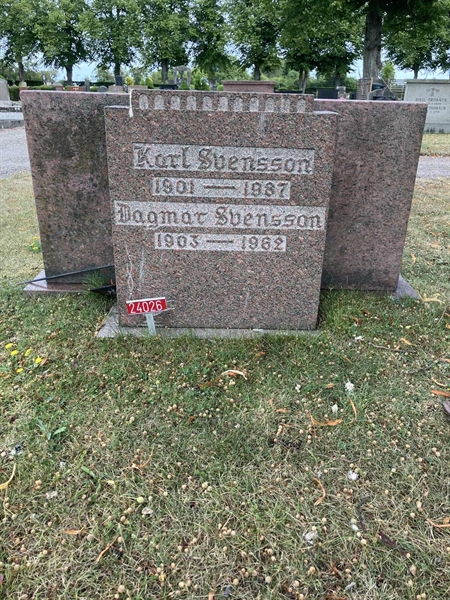 Karl Svensson
1901 — 1987
Dagmar Svensson
1903 — 1962
24026